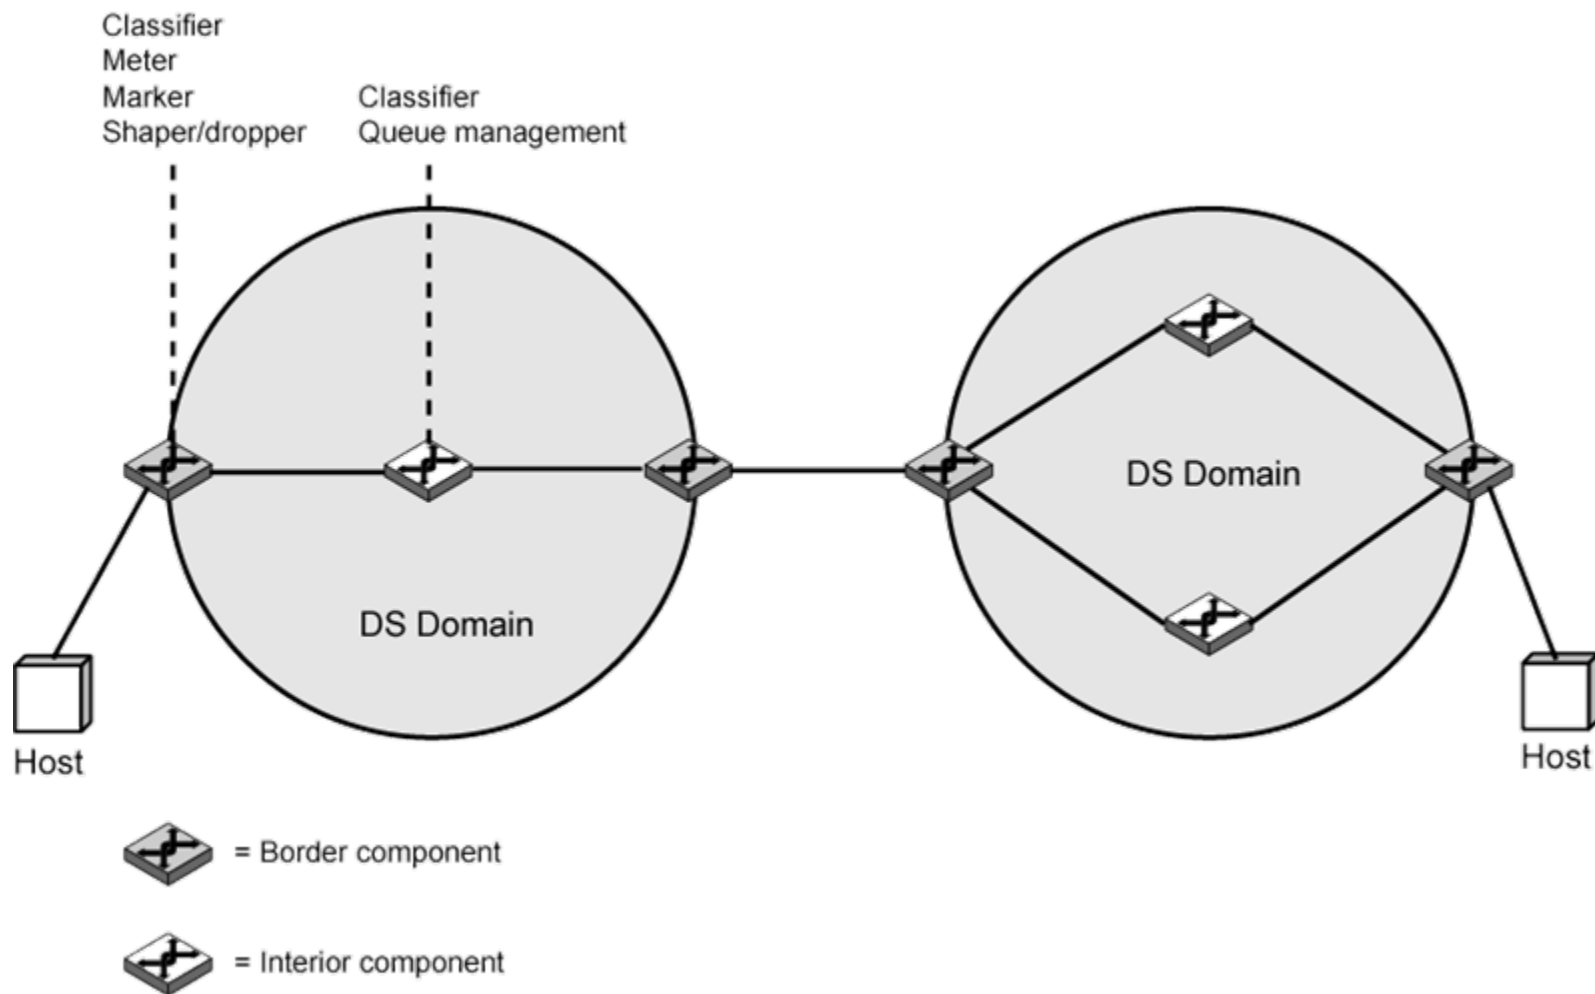 Classifier
Meter
Marker
Shaper/dropper
Classifier
Queue management
DS Domain
DS Domain
Host
Host
= Border component
= Interior component